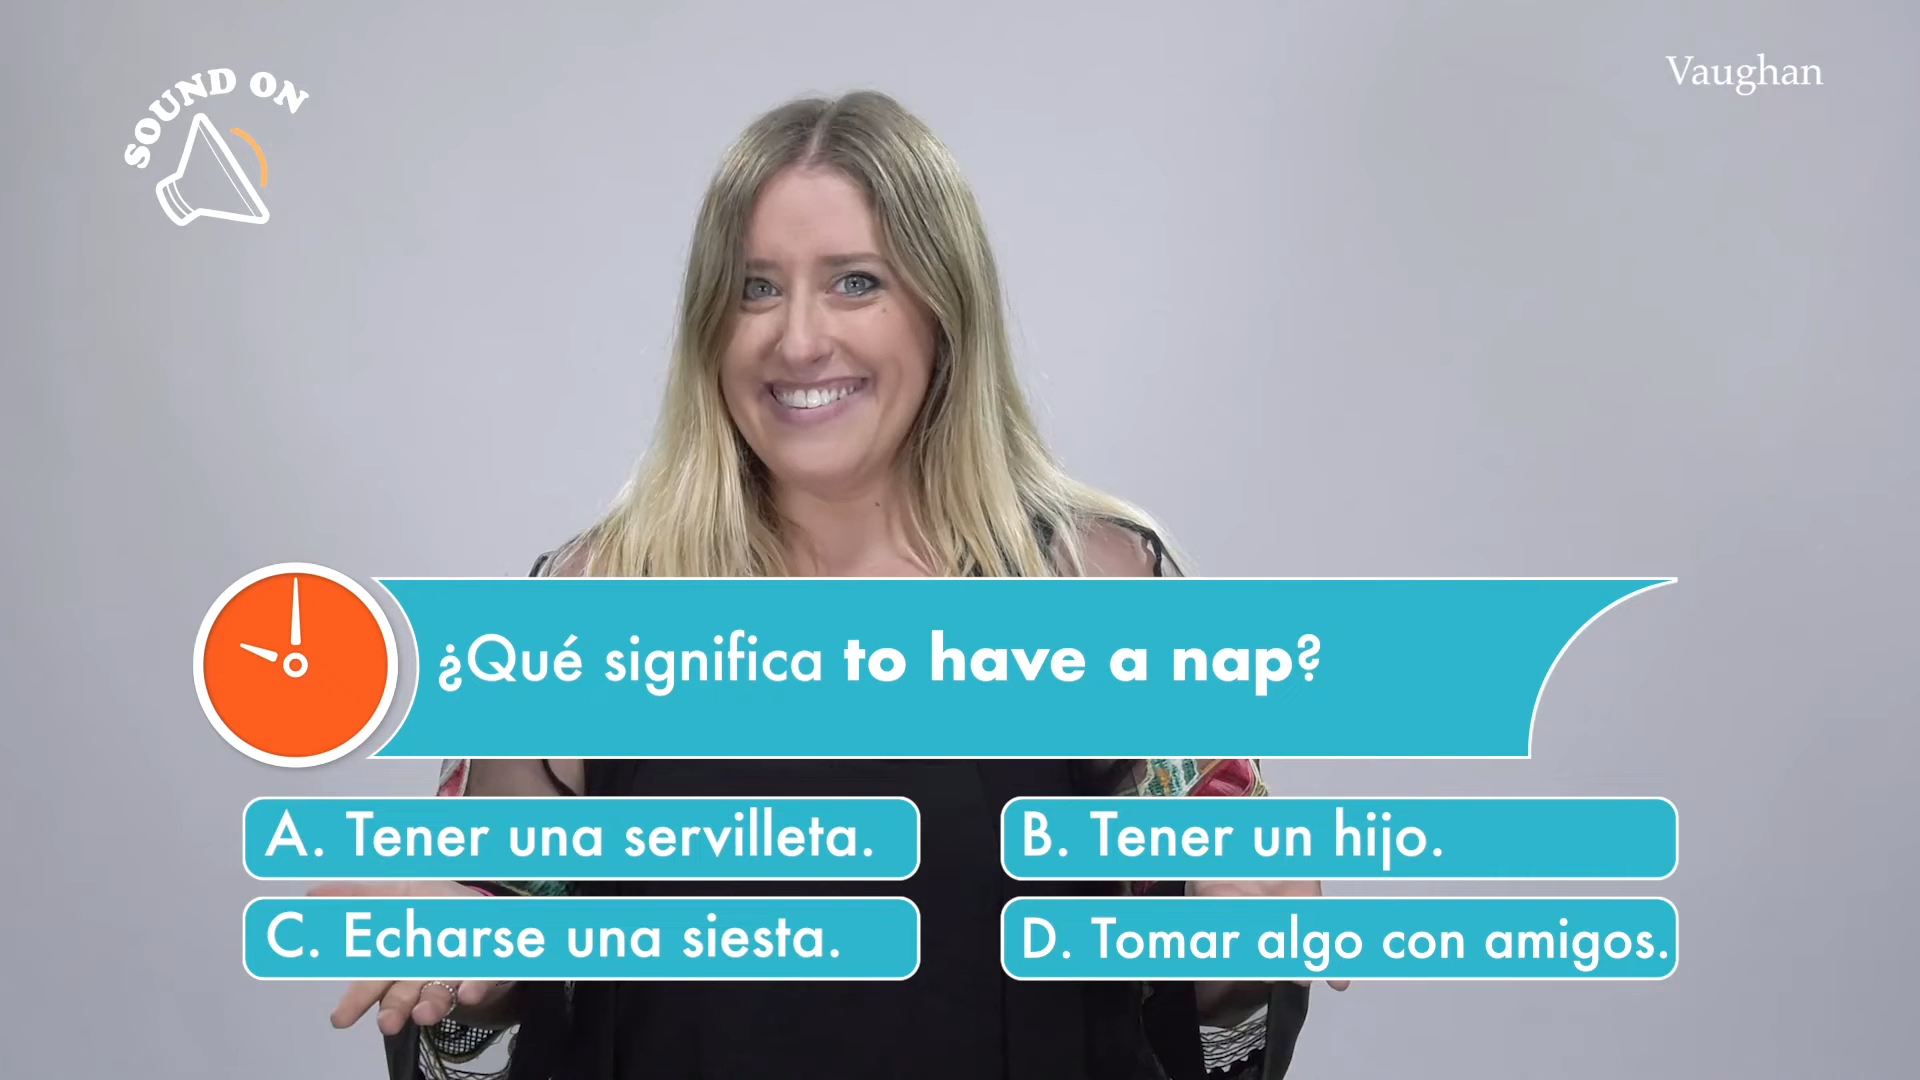 SOUND ON
Vaughan
¿Qué significa to have a nap?
A. Tener una servilleta.
B. Tener un hijo.
C. Echarse una siesta.
D. Tomar algo con amigos.